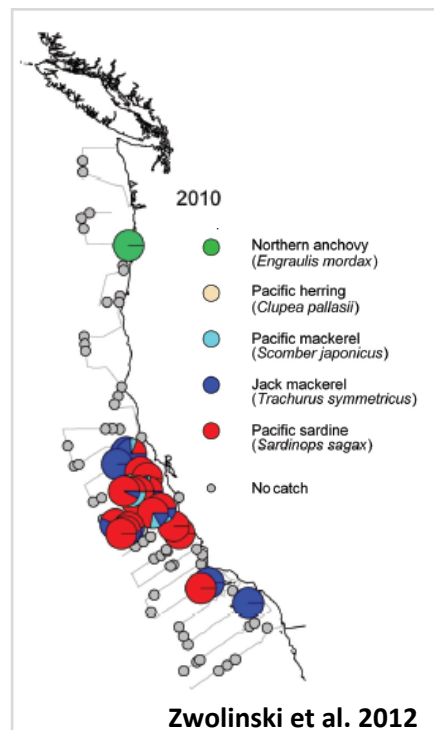 2010
Northern anchovy
(Engraulis mordax)
Pacific herring
(Clupea pallasii)
Pacific mackerel
(Scomber japonicus)
Jack mackerel
(Trachurus symmetricus)
Pacific sardine
(Sardinops sagax)
No catch
Zwolinski et al. 2012